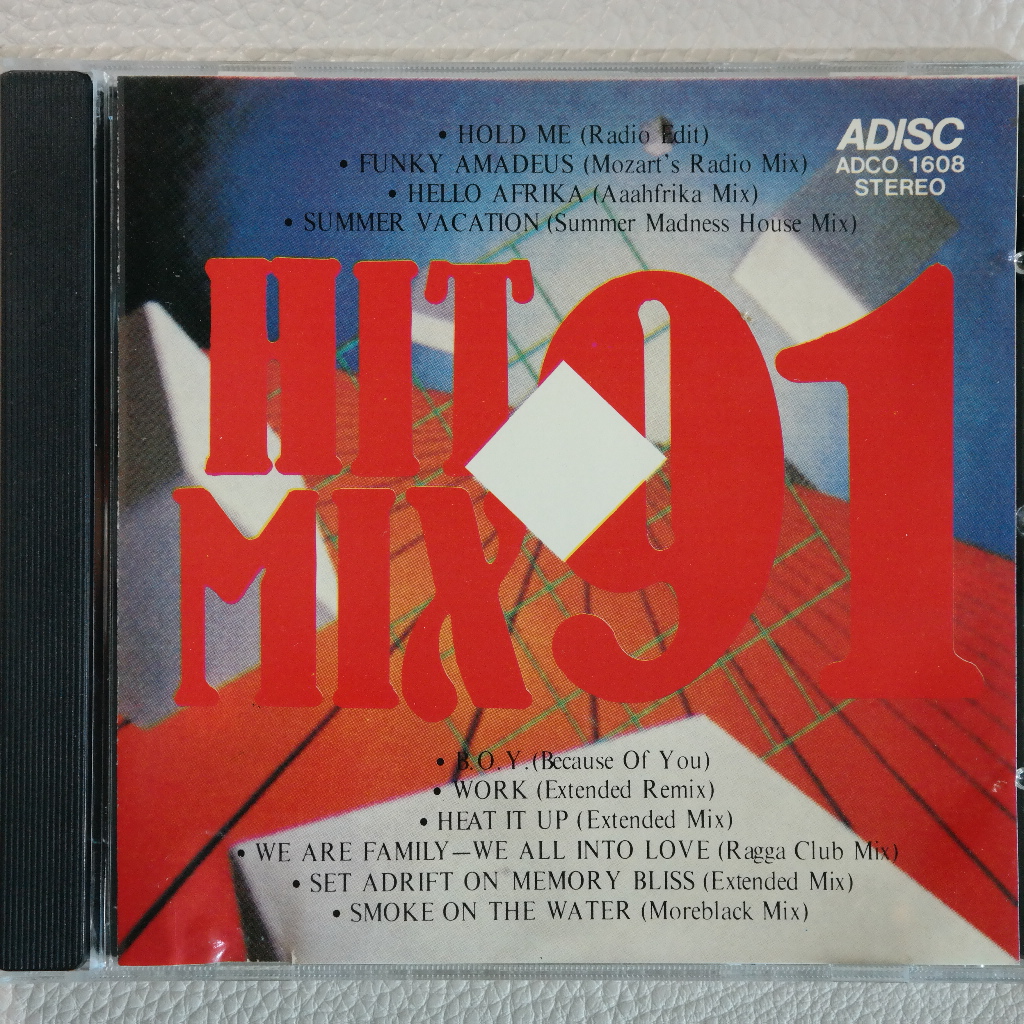 • HOLD ME (Radio Edit)
• FUNKY AMADEUS (Mozart's Radio Mix)
• HELLO AFRIKA (Aaahfrika Mix)
• SUMMER VACATION (Summer Madness House Mix)
ADISC
ADCO 1608
STEREO
HIT
MIX
91
• B.O.Y. (Because Of You)
• WORK (Extended Remix)
• HEAT IT UP (Extended Mix)
• WE ARE FAMILY—WE ALL INTO LOVE (Ragga Club Mix)
• SET ADRIFT ON MEMORY BLISS (Extended Mix)
• SMOKE ON THE WATER (Moreblack Mix)